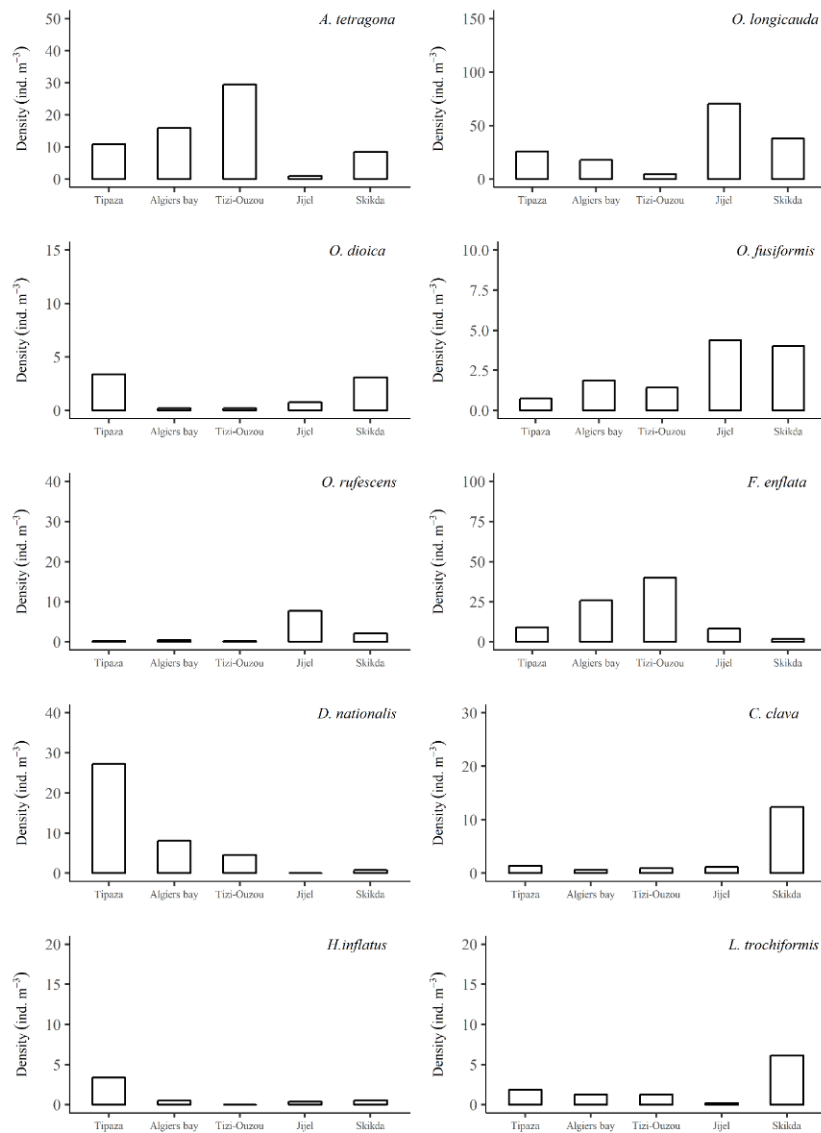 A. tetragona
Density (ind. m⁻³)
50
40
30
20
10
0
Tipaza Algiers bay Tizi-Ouzou Jijel Skikda
O. longicauda
Density (ind. m⁻³)
150
100
50
0
Tipaza Algiers bay Tizi-Ouzou Jijel Skikda
O. dioica
Density (ind. m⁻³)
15
10
5
0
Tipaza Algiers bay Tizi-Ouzou Jijel Skikda
O. fusiformis
Density (ind. m⁻³)
10.0
7.5
5.0
2.5
0.0
Tipaza Algiers bay Tizi-Ouzou Jijel Skikda
O. rufescens
Density (ind. m⁻³)
40
30
20
10
0
Tipaza Algiers bay Tizi-Ouzou Jijel Skikda
F. enflata
Density (ind. m⁻³)
100
75
50
25
0
Tipaza Algiers bay Tizi-Ouzou Jijel Skikda
D. nationalis
Density (ind. m⁻³)
40
30
20
10
0
Tipaza Algiers bay Tizi-Ouzou Jijel Skikda
C. clava
Density (ind. m⁻³)
30
20
10
0
Tipaza Algiers bay Tizi-Ouzou Jijel Skikda
H.inflatus
Density (ind. m⁻³)
20
15
10
5
0
Tipaza Algiers bay Tizi-Ouzou Jijel Skikda
L. trochiformis
Density (ind. m⁻³)
20
15
10
5
0
Tipaza Algiers bay Tizi-Ouzou Jijel Skikda